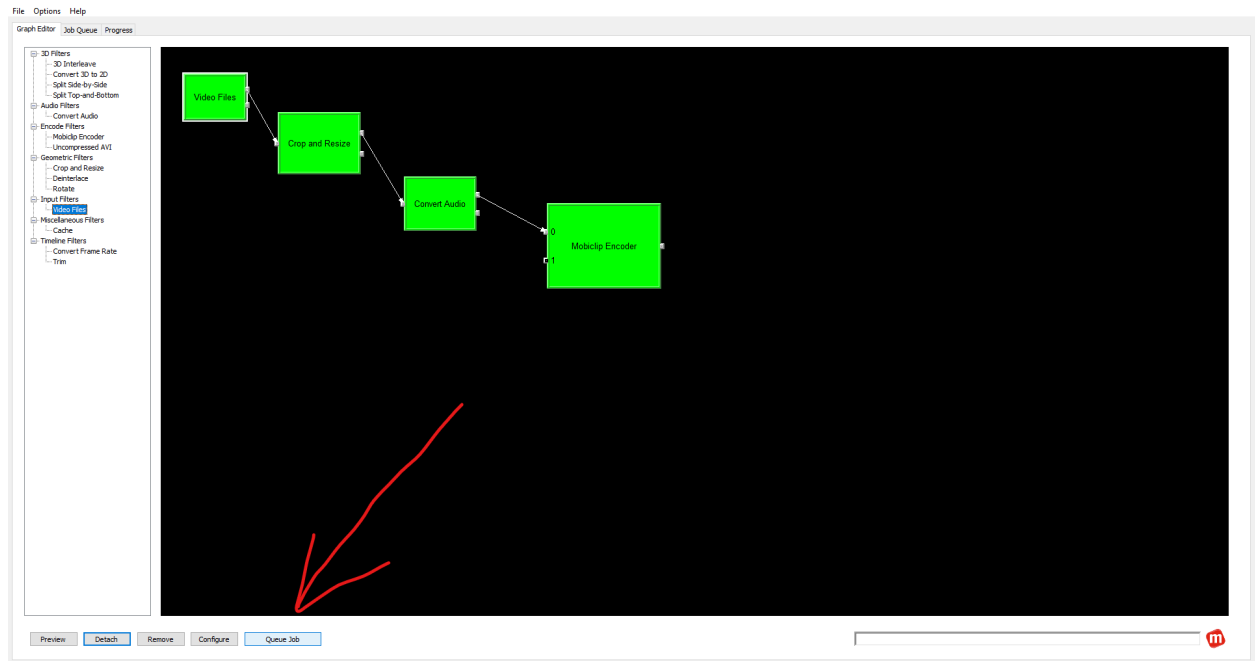 File Options Help
Graph Editor Job Queue Progress
3D Filters
3D Interleave
Convert 3D to 2D
Split Side-by-Side
Split Top-and-Bottom
Audio Filters
Convert Audio
Encode Filters
Mobiclip Encoder
Uncompressed AVI
Geometric Filters
Crop and Resize
Deinterlace
Rotate
Input Filters
Video Files
Miscellaneous Filters
Cache
Timeline Filters
Convert Frame Rate
Trim
Video Files
Crop and Resize
Convert Audio
0
Mobiclip Encoder
1
Preview Detach Remove Configure Queue Job
m